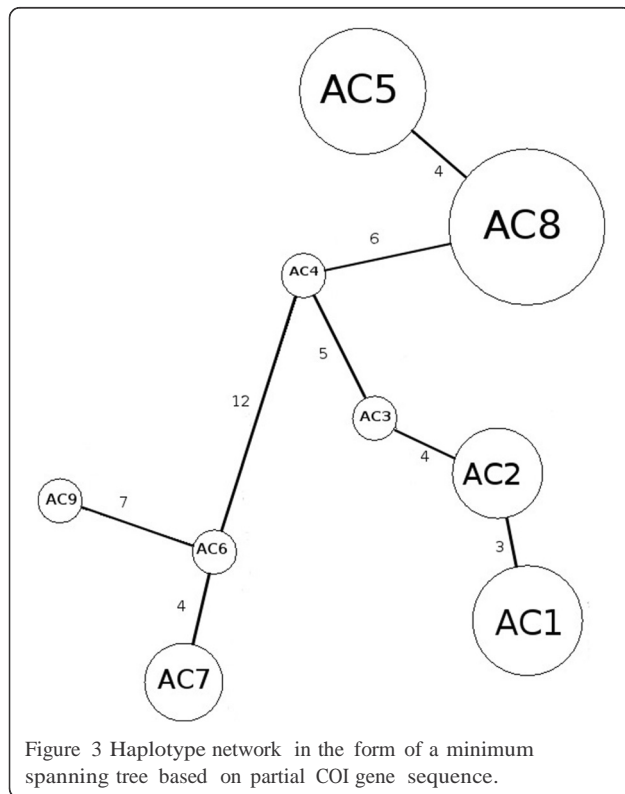 AC5
4
AC8
6
AC4
5
12
AC3
4
AC2
AC9
7
AC6
3
4
AC1
AC7
Figure 3 Haplotype network in the form of a minimum
spanning tree based on partial COI gene sequence.